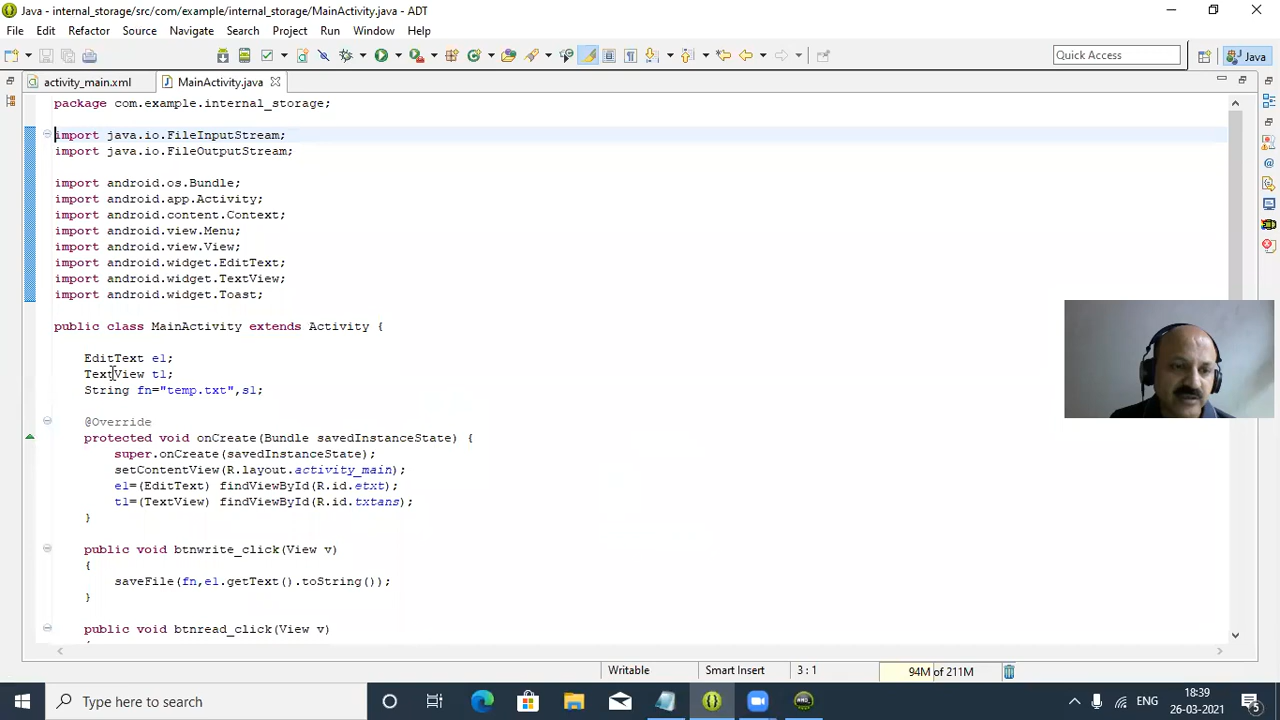 Java - internal_storage/src/com/example/internal_storage/MainActivity.java - ADT
File Edit Refactor Source Navigate Search Project Run Window Help
Quick Access
Java
activity_main.xml
MainActivity.java
package com.example.internal_storage;
import java.io.FileInputStream;
import java.io.FileOutputStream;
import android.os.Bundle;
import android.app.Activity;
import android.content.Context;
import android.view.Menu;
import android.view.View;
import android.widget.EditText;
import android.widget.TextView;
import android.widget.Toast;
public class MainActivity extends Activity {
EditText e1;
TextView t1;
String fn="temp.txt",s1;
@Override
protected void onCreate(Bundle savedInstanceState) {
super.onCreate(savedInstanceState);
setContentView(R.layout.activity_main);
e1=(EditText) findViewById(R.id.etxt);
t1=(TextView) findViewById(R.id.txtans);
}
public void btnwrite_click(View v)
{
saveFile(fn,e1.getText().toString());
}
public void btnread_click(View v)
Writable
Smart Insert
3 : 1
94M of 211M
Type here to search
18:39
26-03-2021
5